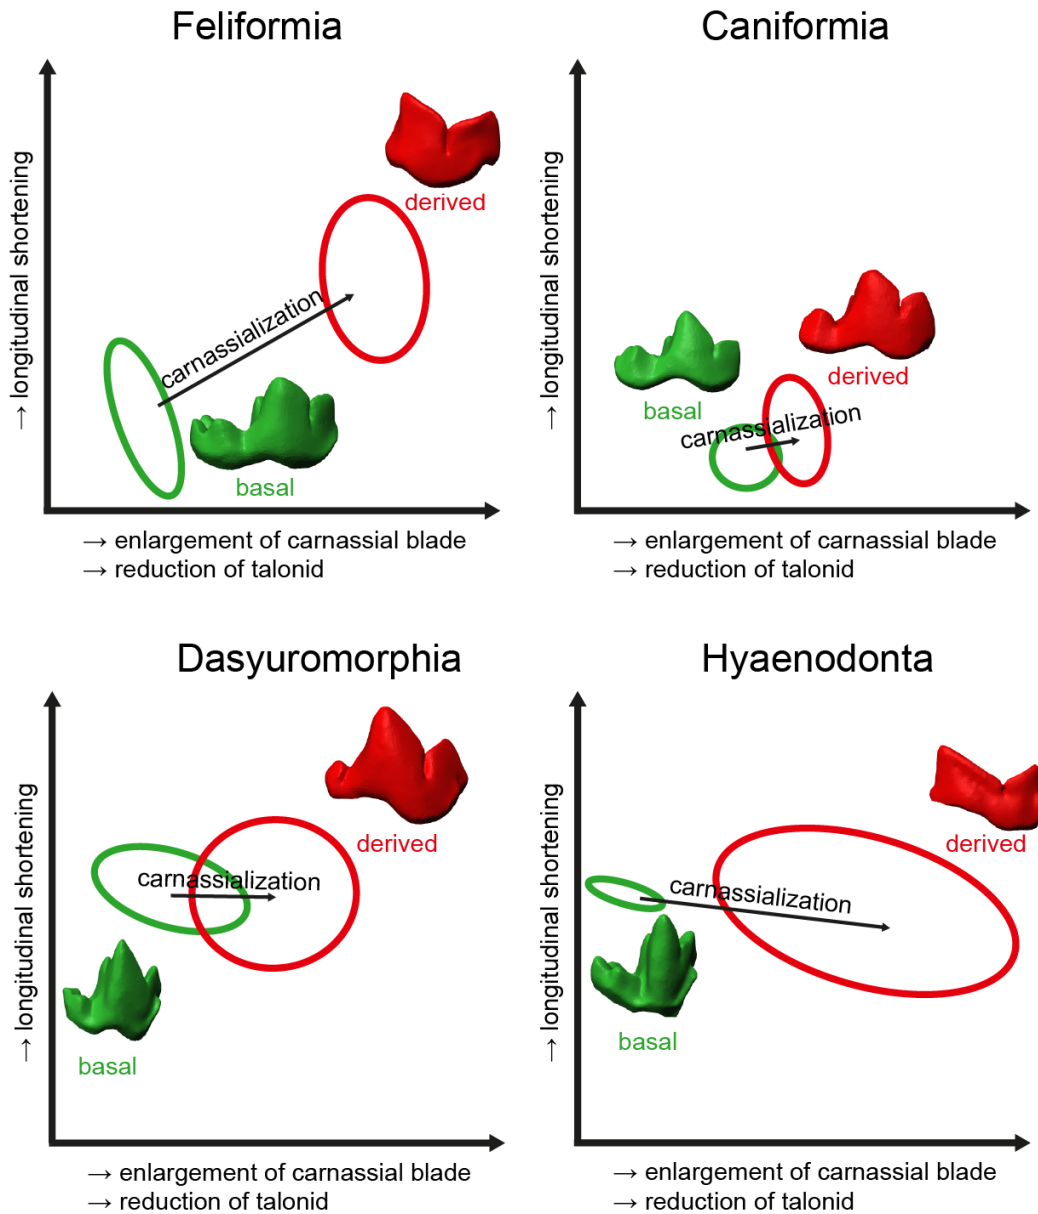 Feliformia
→ longitudinal shortening
derived
carnassialization
basal
→ enlargement of carnassial blade
→ reduction of talonid
Caniformia
→ longitudinal shortening
basal
derived
carnassialization
→ enlargement of carnassial blade
→ reduction of talonid
Dasyuromorphia
→ longitudinal shortening
derived
carnassialization
basal
→ enlargement of carnassial blade
→ reduction of talonid
Hyaenodonta
→ longitudinal shortening
derived
carnassialization
basal
→ enlargement of carnassial blade
→ reduction of talonid